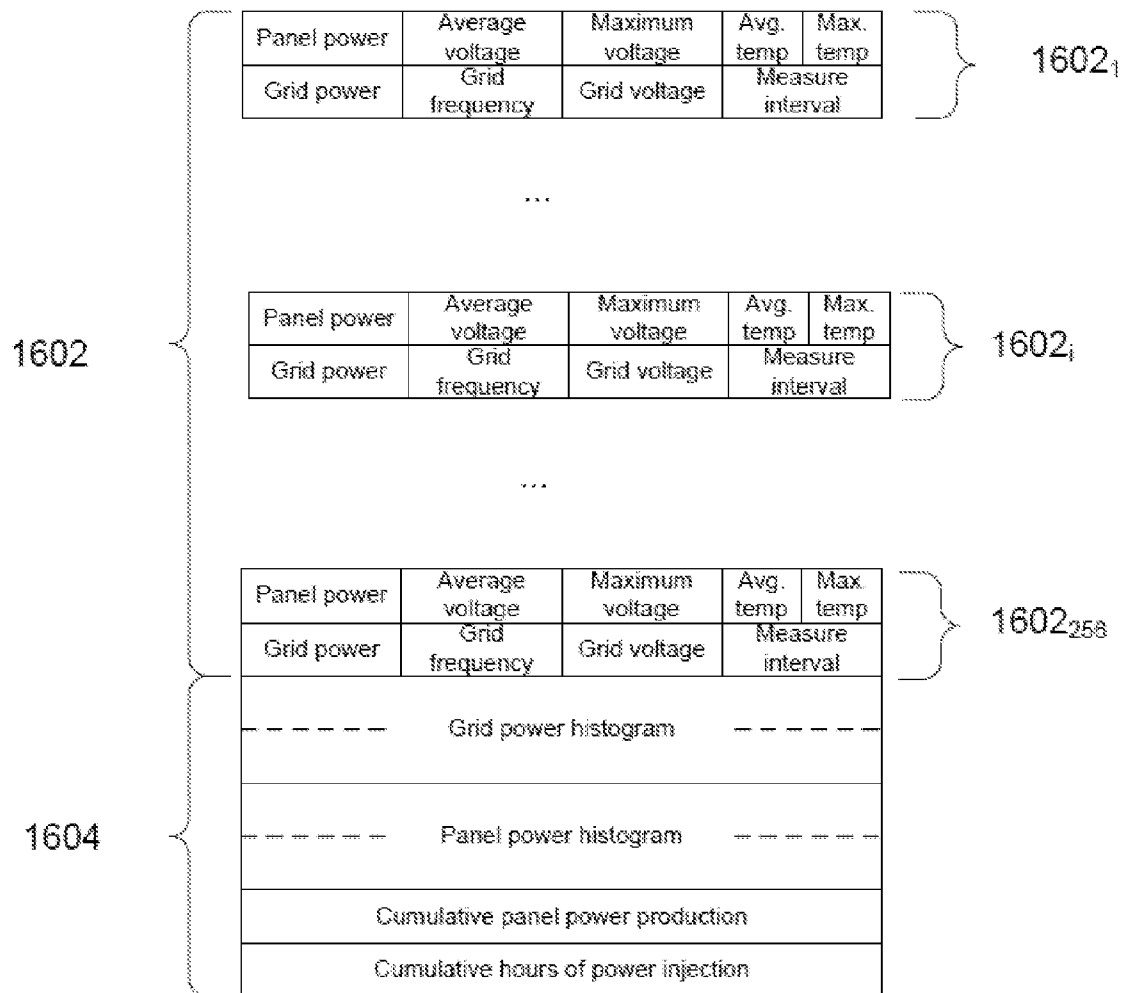 Panel power Average voltage Maximum voltage Avg. temp Max. temp
1602₁
Grid power Grid frequency Grid voltage Measure interval
...
1602
Panel power Average voltage Maximum voltage Avg. temp Max. temp
1602ᵢ
Grid power Grid frequency Grid voltage Measure interval
...
Panel power Average voltage Maximum voltage Avg. temp Max. temp
1602₂₅₆
Grid power Grid frequency Grid voltage Measure interval
Grid power histogram
1604
Panel power histogram
Cumulative panel power production
Cumulative hours of power injection